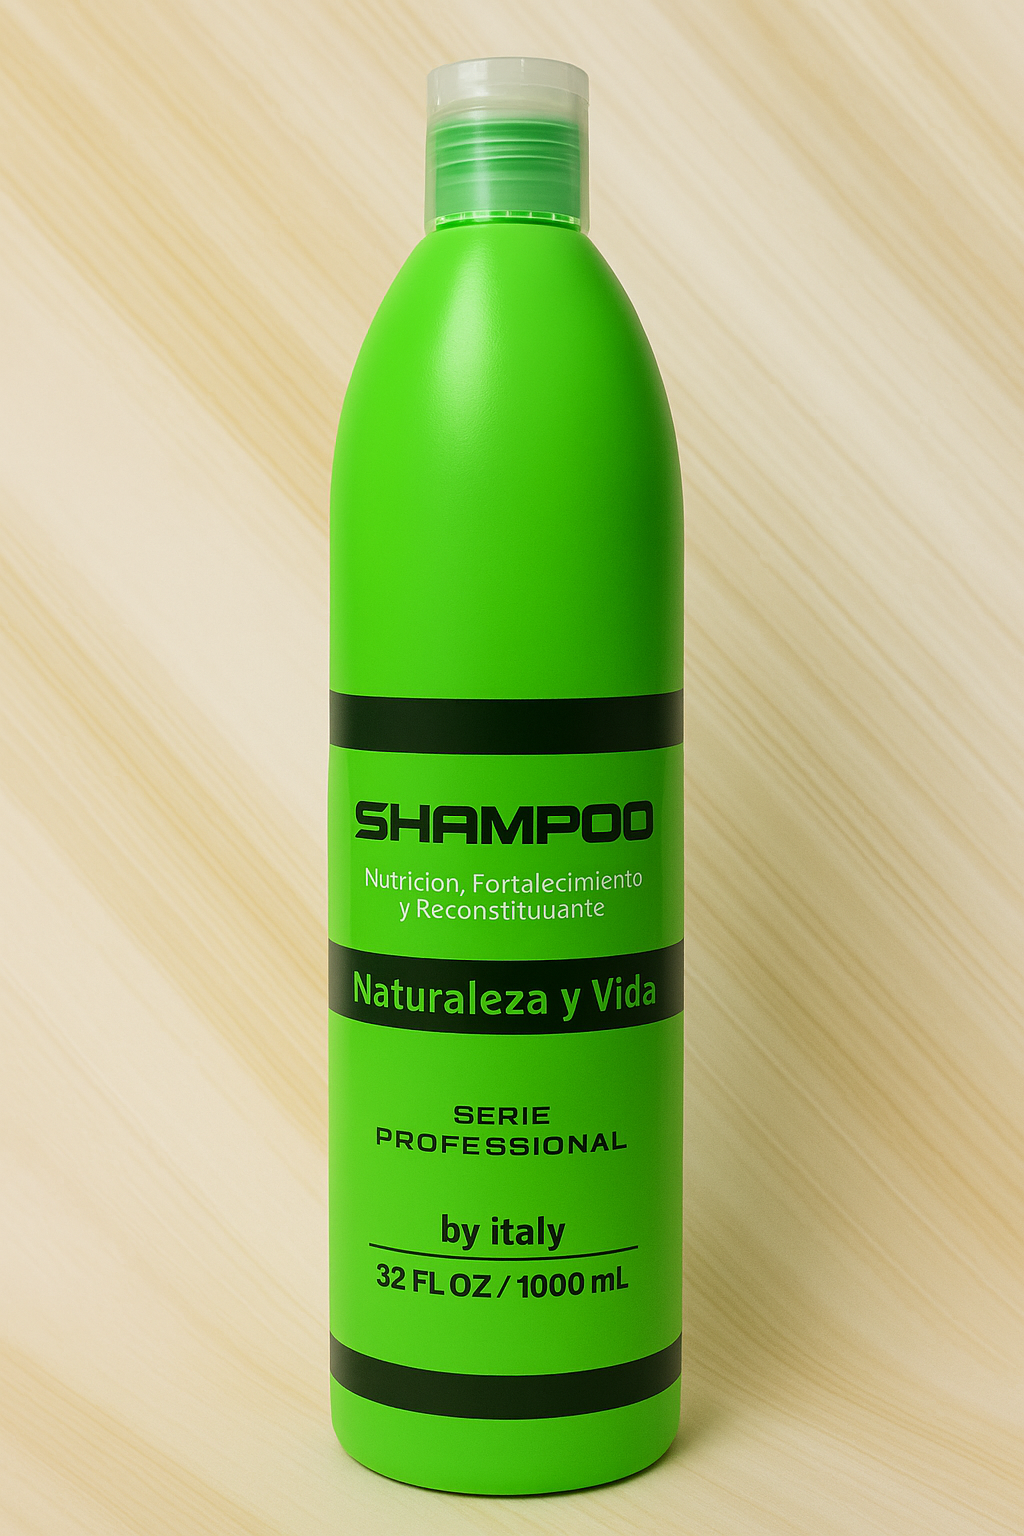 SHAMPOO
Nutricion, Fortalecimiento
y Reconstituuante
Naturaleza y Vida
SERIE
PROFESSIONAL
by italy
32 FL OZ / 1000 mL